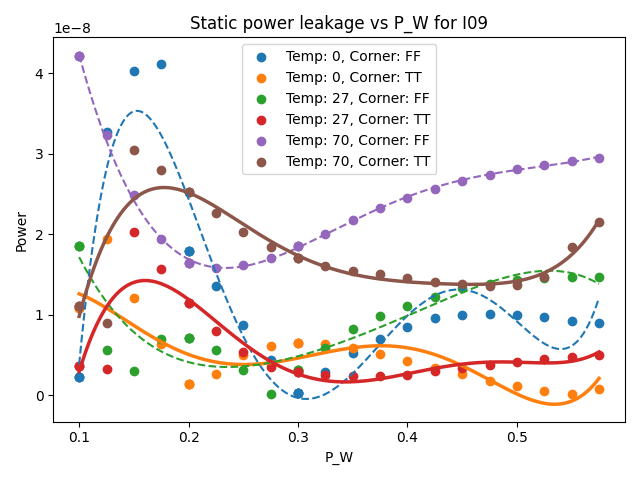 Static power leakage vs P_W for I09
1e−8
Temp: 0, Corner: FF
Temp: 0, Corner: TT
Temp: 27, Corner: FF
Temp: 27, Corner: TT
Temp: 70, Corner: FF
Temp: 70, Corner: TT
4
3
2
1
0
Power
0.1 0.2 0.3 0.4 0.5
P_W